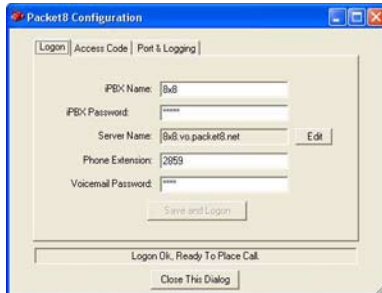 Packet8 Configuration
Logon Access Code Port & Logging
iPBX Name: 8x8
iPBX Password: *****
Server Name: 8x8.vo.packet8.net Edit
Phone Extension: 2859
Voicemail Password: ****
Save and Logon
Logon Ok, Ready To Place Call.
Close This Dialog